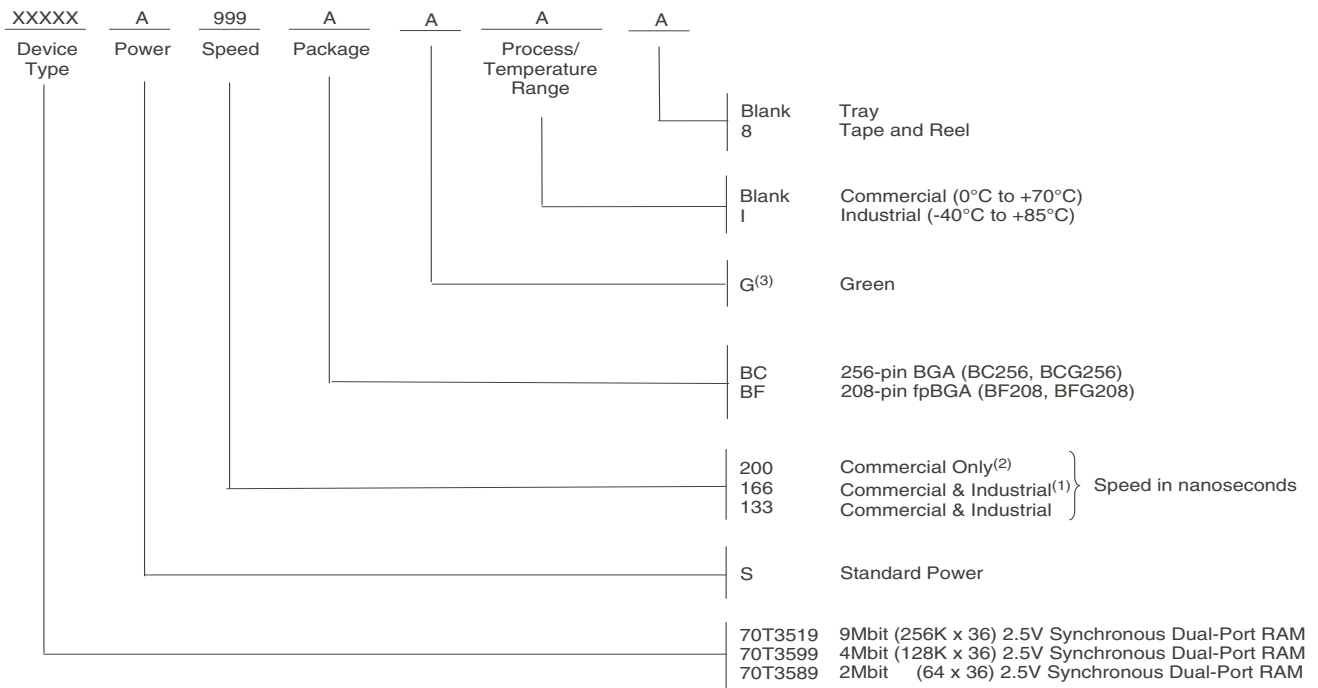 XXXXX A 999 A A A A
Device Type
Power
Speed
Package
Process/
Temperature
Range
Blank Tray
8 Tape and Reel
Blank Commercial (0°C to +70°C)
I Industrial (-40°C to +85°C)
G(3) Green
BC 256-pin BGA (BC256, BCG256)
BF 208-pin fpBGA (BF208, BFG208)
200 Commercial Only(2)
166 Commercial & Industrial(1)
133 Commercial & Industrial
Speed in nanoseconds
S Standard Power
70T3519 9Mbit (256K x 36) 2.5V Synchronous Dual-Port RAM
70T3599 4Mbit (128K x 36) 2.5V Synchronous Dual-Port RAM
70T3589 2Mbit (64 x 36) 2.5V Synchronous Dual-Port RAM